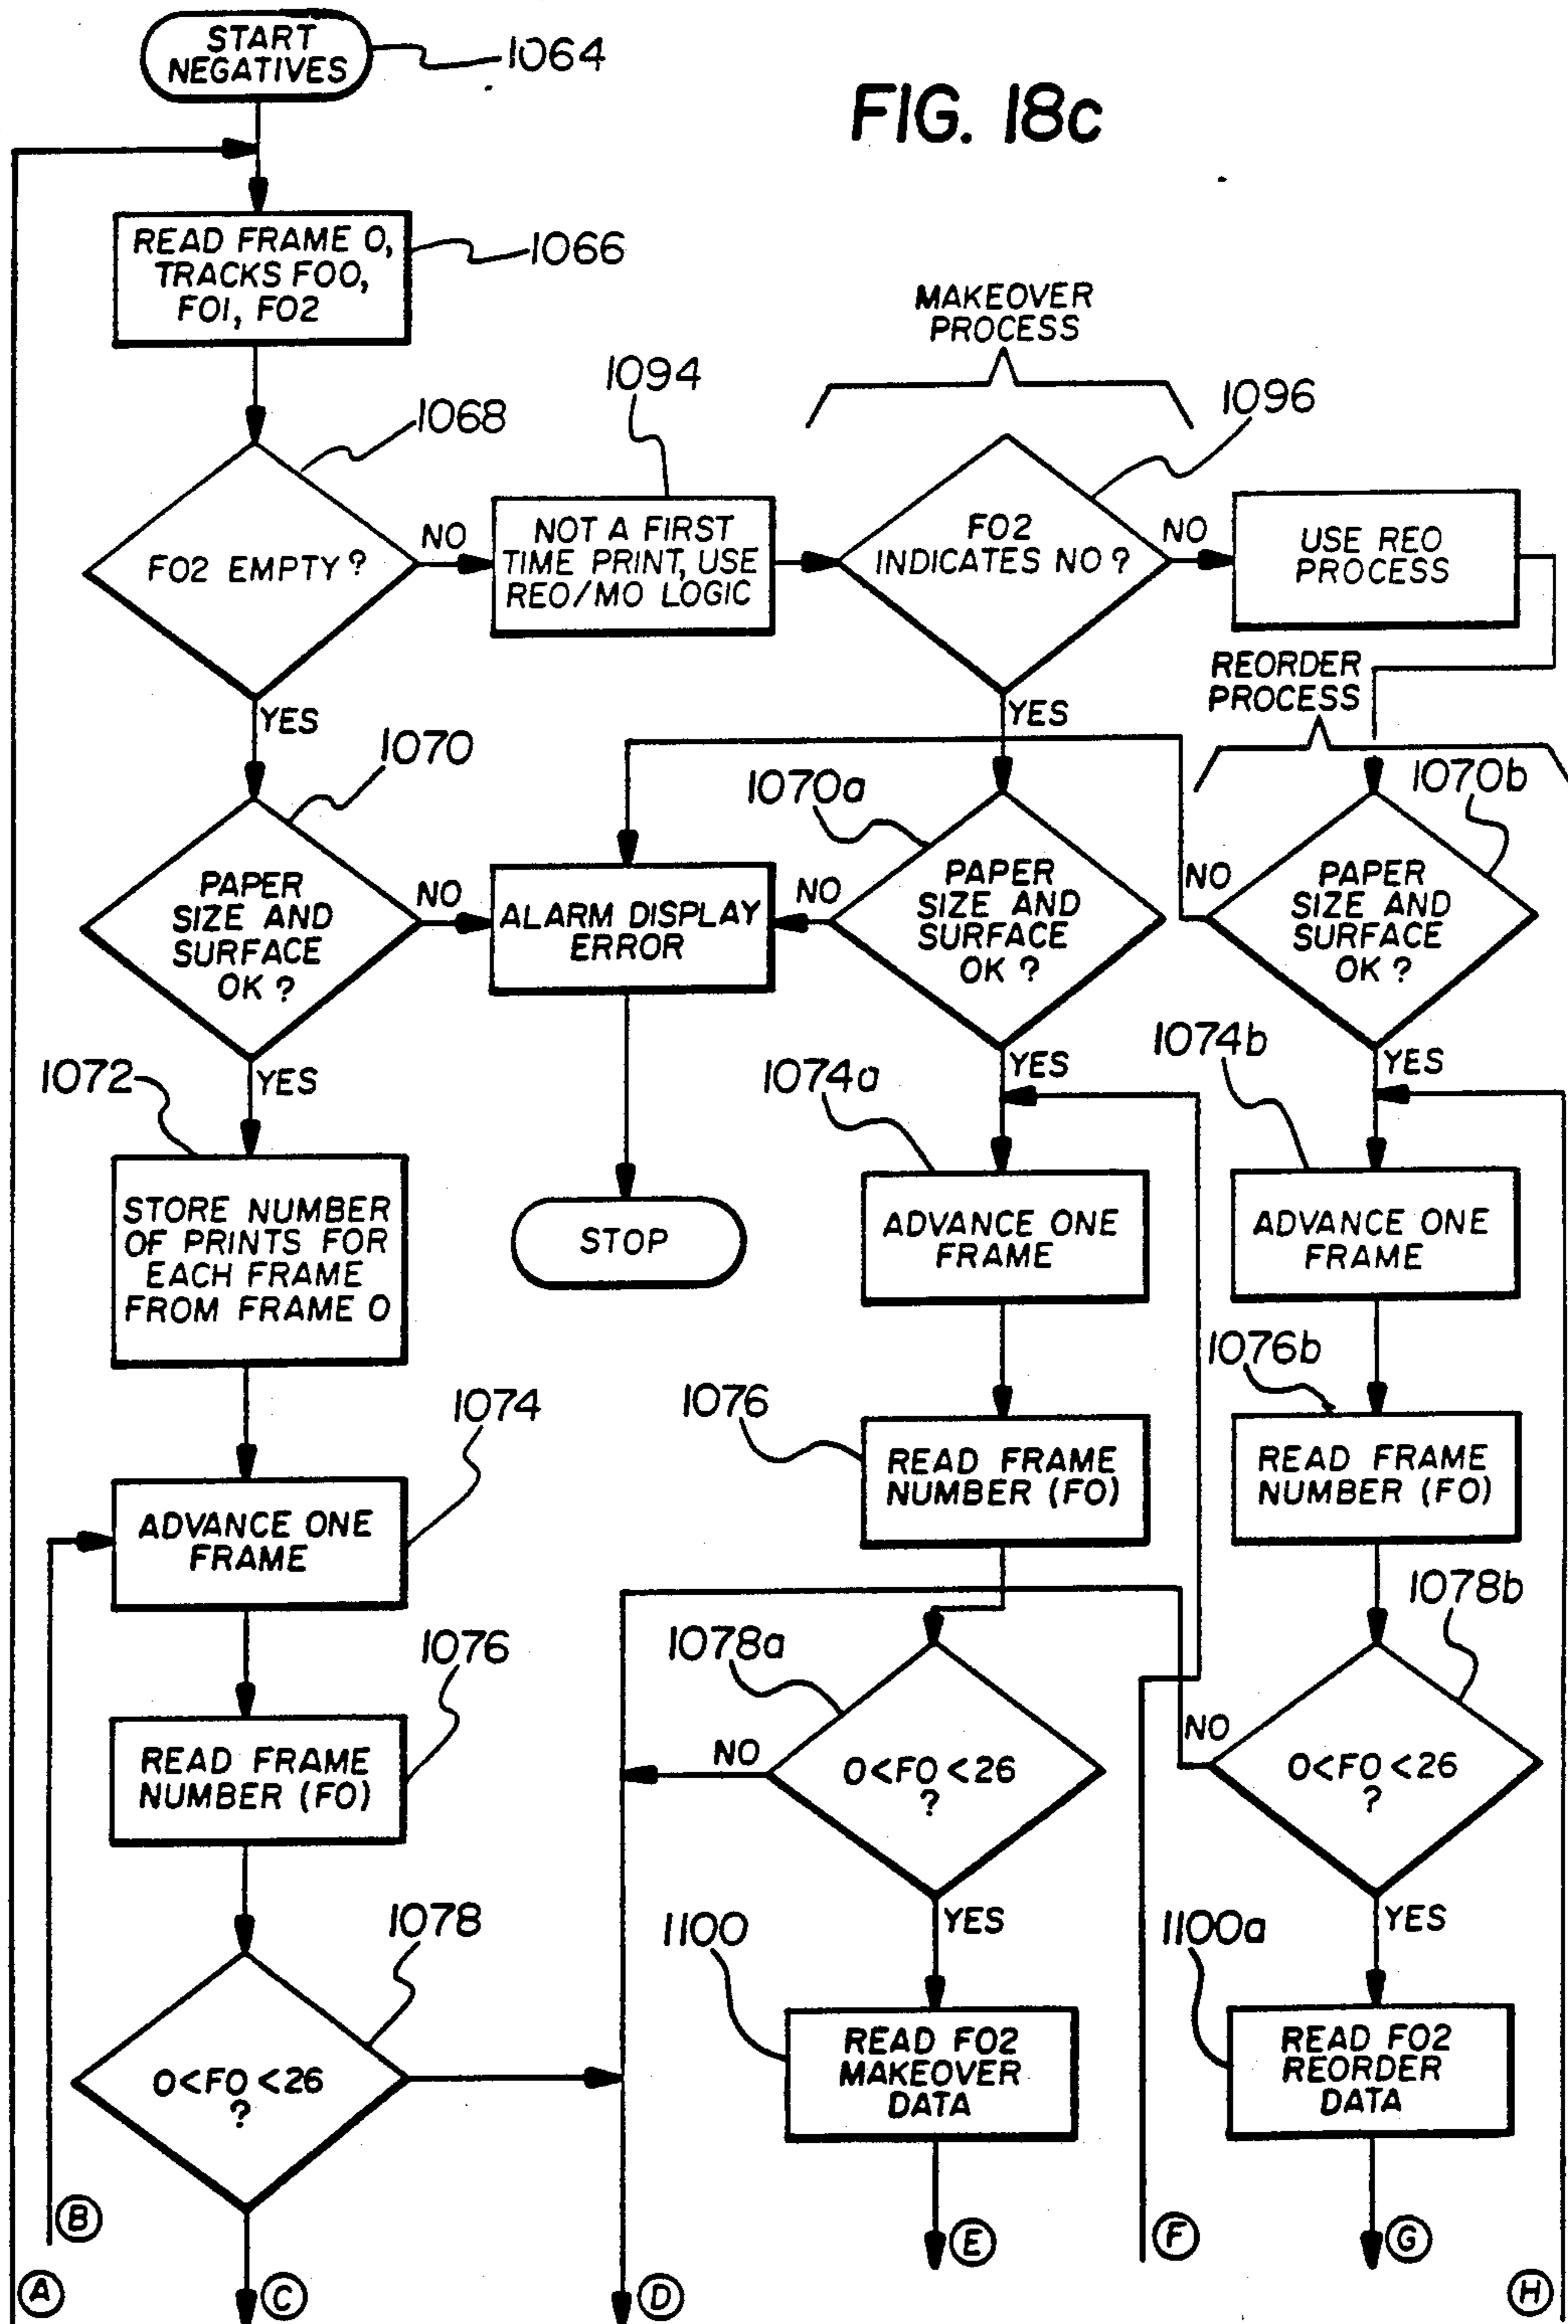 START
NEGATIVES
1064
FIG. 18c
READ FRAME 0,
TRACKS F00,
F01, F02
1066
MAKEOVER
PROCESS
1068
1094
1096
F02 EMPTY?
NO
NOT A FIRST
TIME PRINT, USE
REO/MO LOGIC
F02
INDICATES NO?
NO
USE REO
PROCESS
REORDER
PROCESS
YES
YES
1070
1070a
1070b
PAPER
SIZE AND
SURFACE
OK?
NO
ALARM DISPLAY
ERROR
NO
PAPER
SIZE AND
SURFACE
OK?
NO
PAPER
SIZE AND
SURFACE
OK?
YES
YES
YES
1072
1074a
1074b
STORE NUMBER
OF PRINTS FOR
EACH FRAME
FROM FRAME 0
STOP
ADVANCE ONE
FRAME
ADVANCE ONE
FRAME
1074
1076
1076b
ADVANCE ONE
FRAME
READ FRAME
NUMBER (FO)
READ FRAME
NUMBER (FO)
1076
1078a
1078b
READ FRAME
NUMBER (FO)
NO
0<FO<26
?
NO
0<FO<26
?
YES
YES
1078
1100
1100a
0<FO<26
?
READ F02
MAKEOVER
DATA
READ F02
REORDER
DATA
B
E
F
G
A
C
D
H